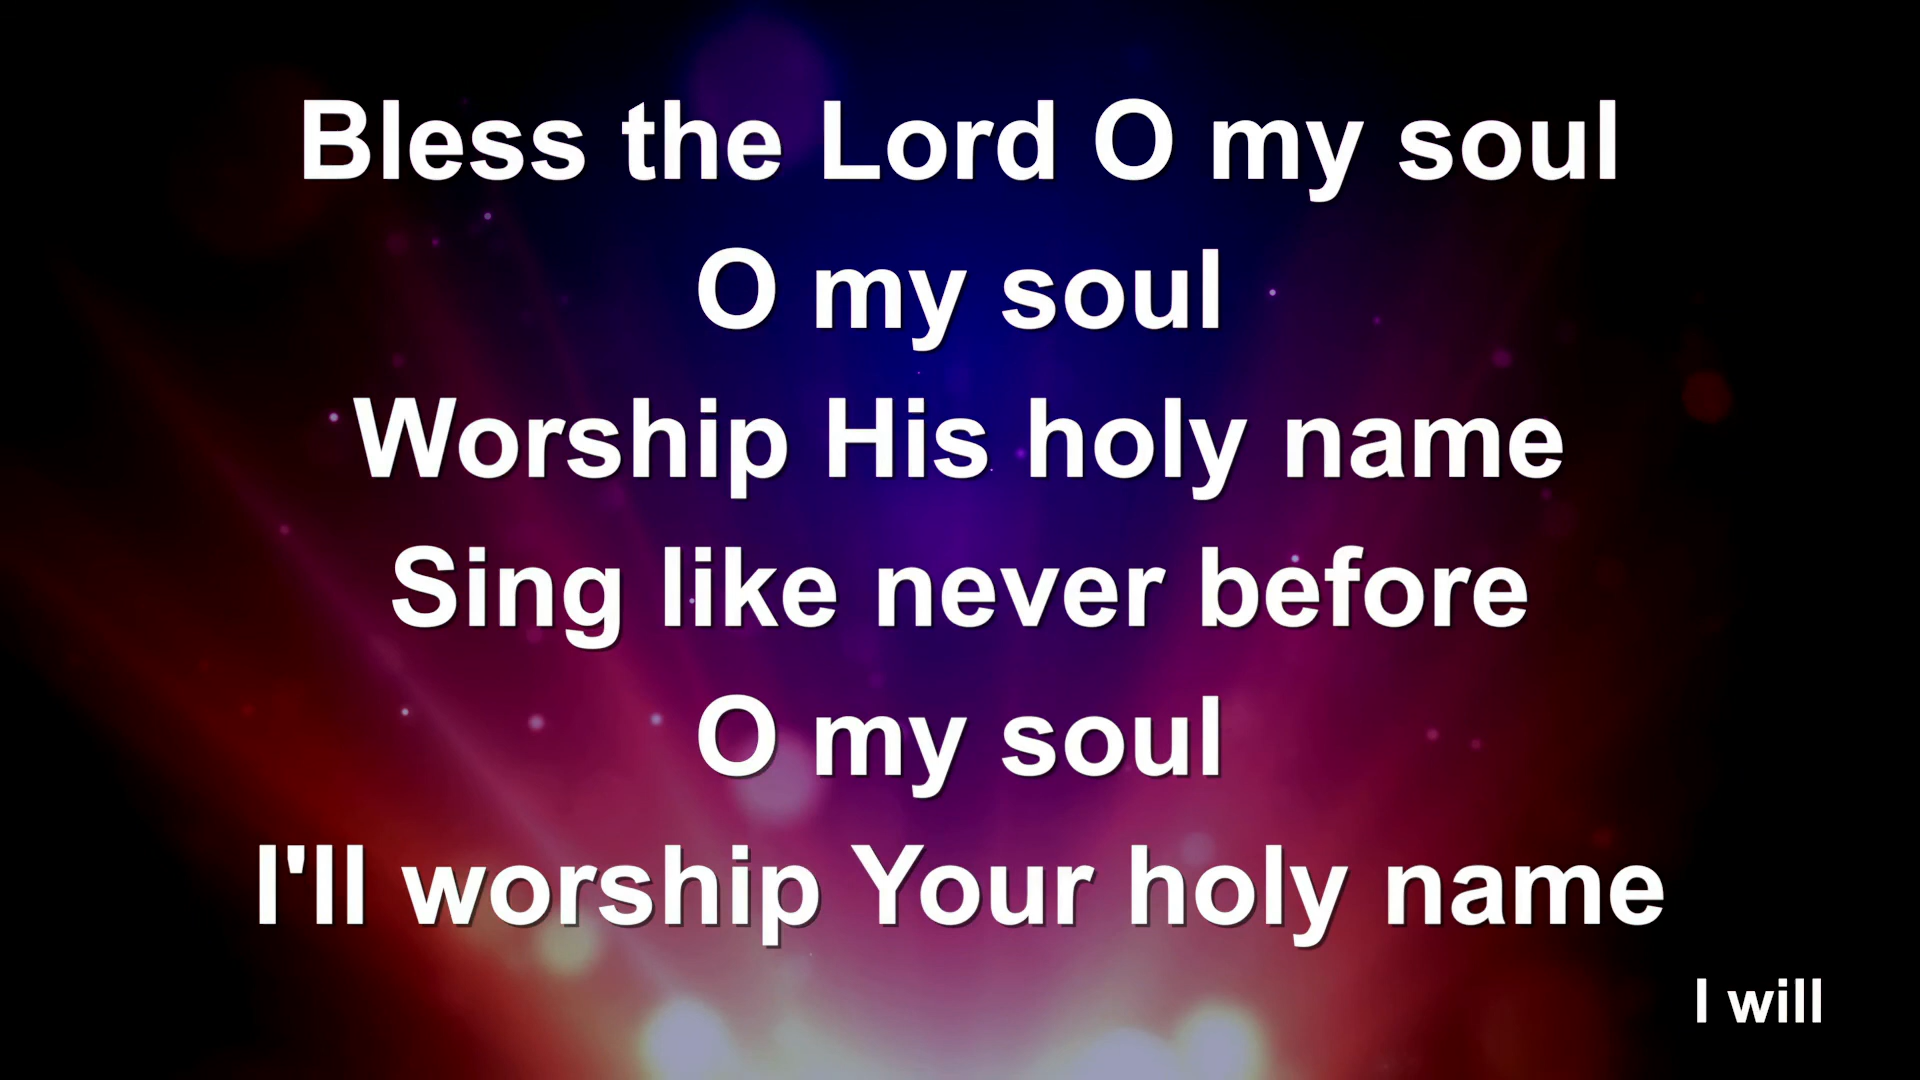 Bless the Lord O my soul
O my soul
Worship His holy name
Sing like never before
O my soul
I'll worship Your holy name
I will